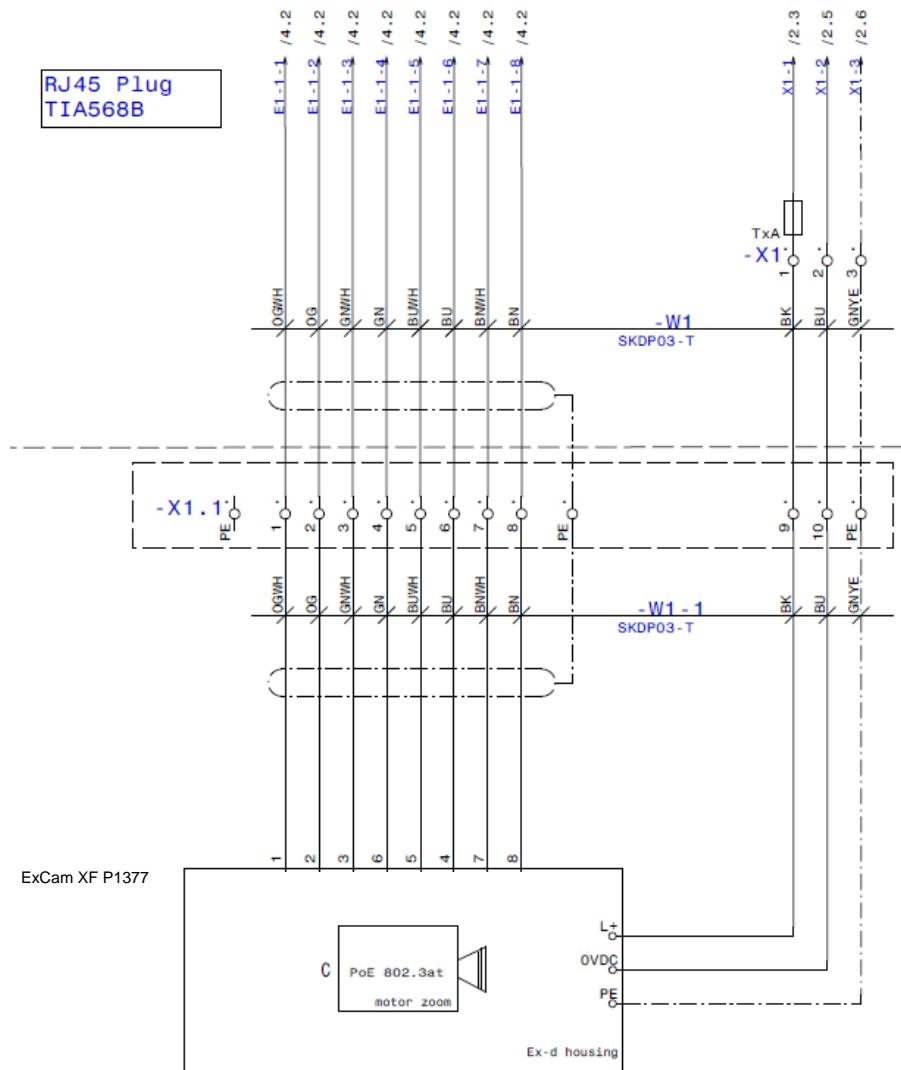 /4.2 /4.2 /4.2 /4.2 /4.2 /4.2 /4.2 /4.2 /2.3 /2.5 /2.6
E1-1-1 E1-1-2 E1-1-3 E1-1-4 E1-1-5 E1-1-6 E1-1-7 E1-1-8 X1-1 X1-2 X1-3
RJ45 Plug
TIA568B
TxA
-X1
1 2 3
OGWH OG GNWH GN BUWH BU BNWH BN BK BU GNYE
-W1
SKDP03-T
-X1.1
PE 1 2 3 4 5 6 7 8 PE 9 10 PE
OGWH OG GNWH GN BUWH BU BNWH BN BK BU GNYE
-W1-1
SKDP03-T
1 2 3 6 5 4 7 8
ExCam XF P1377
L+
0VDC
PE
C
PoE 802.3at
motor zoom
Ex-d housing